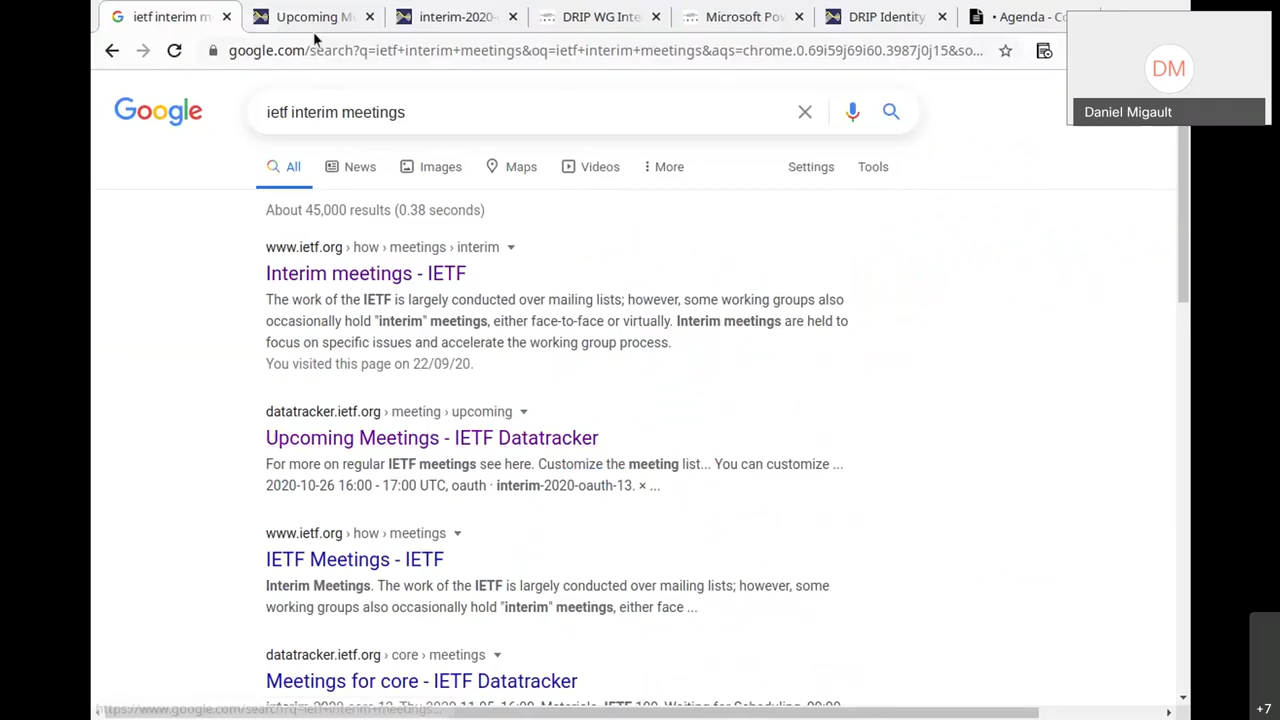 ietf interim m
Upcoming M
interim-2020-
DRIP WG Inte
Microsoft Po
DRIP Identity
• Agenda - Co
google.com/search?q=ietf+interim+meetings&oq=ietf+interim+meetings&aqs=chrome.0.69i59j69i60.3987j0j15&so...
DM
Daniel Migault
Google
ietf interim meetings
All
News
Images
Maps
Videos
More
Settings
Tools
About 45,000 results (0.38 seconds)
www.ietf.org › how › meetings › interim
Interim meetings - IETF
The work of the IETF is largely conducted over mailing lists; however, some working groups also
occasionally hold "interim" meetings, either face-to-face or virtually. Interim meetings are held to
focus on specific issues and accelerate the working group process.
You visited this page on 22/09/20.
datatracker.ietf.org › meeting › upcoming
Upcoming Meetings - IETF Datatracker
For more on regular IETF meetings see here. Customize the meeting list... You can customize ...
2020-10-26 16:00 - 17:00 UTC, oauth · interim-2020-oauth-13. × ...
www.ietf.org › how › meetings
IETF Meetings - IETF
Interim Meetings. The work of the IETF is largely conducted over mailing lists; however, some
working groups also occasionally hold "interim" meetings, either face ...
datatracker.ietf.org › core › meetings
Meetings for core - IETF Datatracker
https://www.google.com/search?q=ietf+interim+meetings...
+7